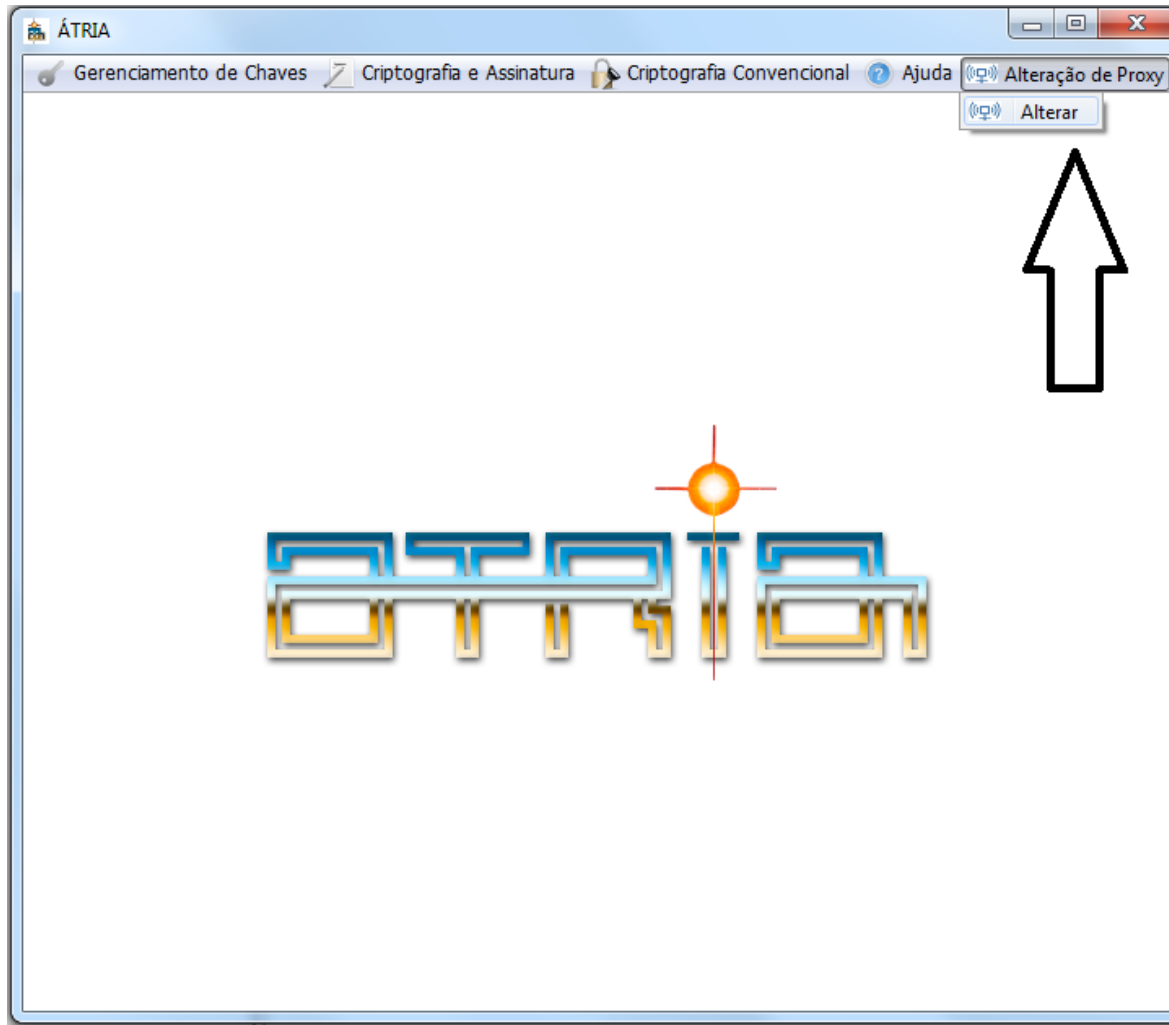 ÁTRIA
Gerenciamento de Chaves Criptografia e Assinatura Criptografia Convencional Ajuda Alteração de Proxy
Alterar
aTRia